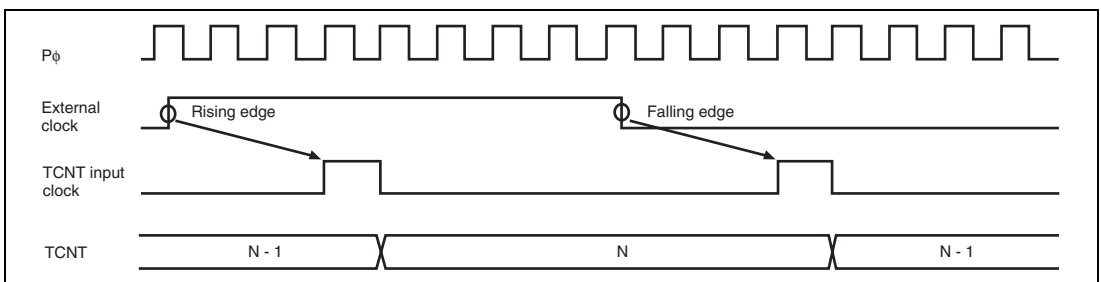 Pϕ
External
clock
Rising edge
Falling edge
TCNT input
clock
TCNT
N - 1
N
N - 1